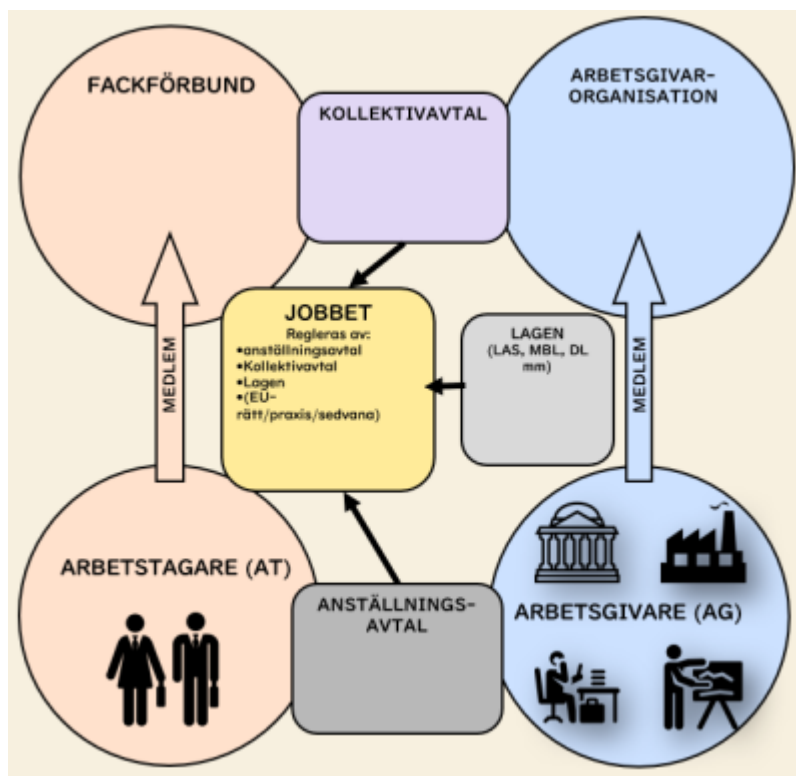 FACKFÖRBUND
ARBETSGIVAR-
ORGANISATION
KOLLEKTIVAVTAL
MEDLEM
JOBBET
Regleras av:
•anställningsavtal
•Kollektivavtal
•Lagen
•(EU-
rätt/praxis/sedvana)
LAGEN
(LAS, MBL, DL
mm)
MEDLEM
ARBETSTAGARE (AT)
ANSTÄLLNINGS-
AVTAL
ARBETSGIVARE (AG)